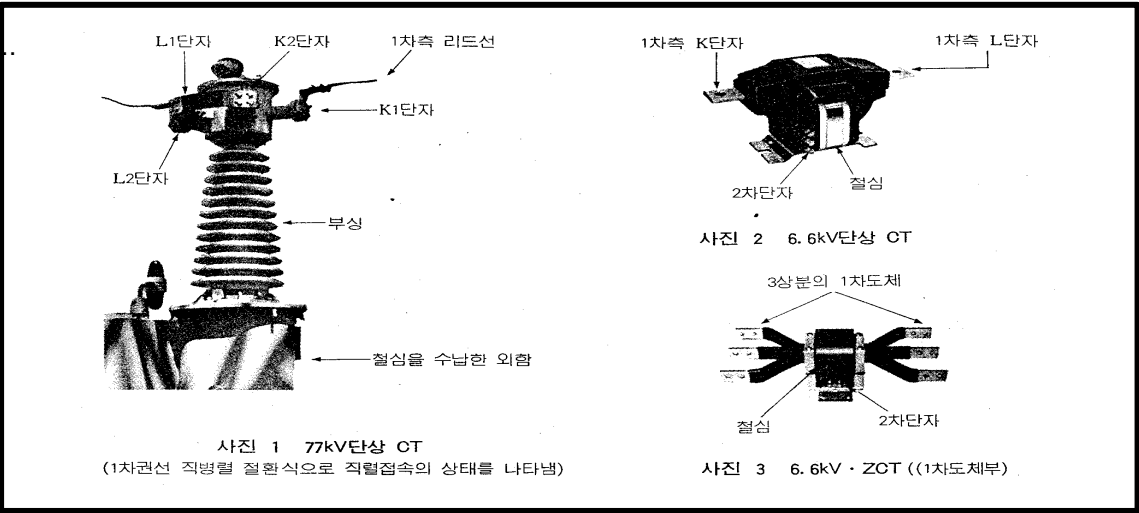 L1단자
K2단자
1차측 리드선
K1단자
L2단자
부싱
철심을 수납한 외함
사진 1 77kV단상 CT
(1차권선 직병렬 절환식으로 직렬접속의 상태를 나타냄)
1차측 K단자
1차측 L단자
2차단자
철심
사진 2 6.6kV단상 CT
3상분의 1차도체
철심
2차단자
사진 3 6.6kV · ZCT ((1차도체부)